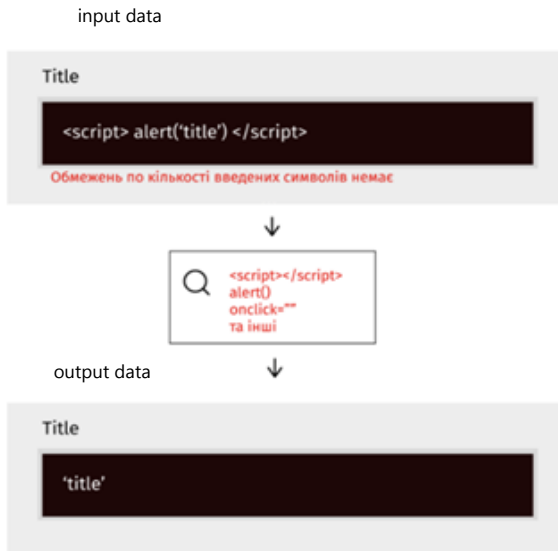 input data
Title
<script> alert(‘title’) </script>
Обмежень по кількості введених символів немає
<script></script>
alert()
onclick=""
та інші
output data
Title
‘title’